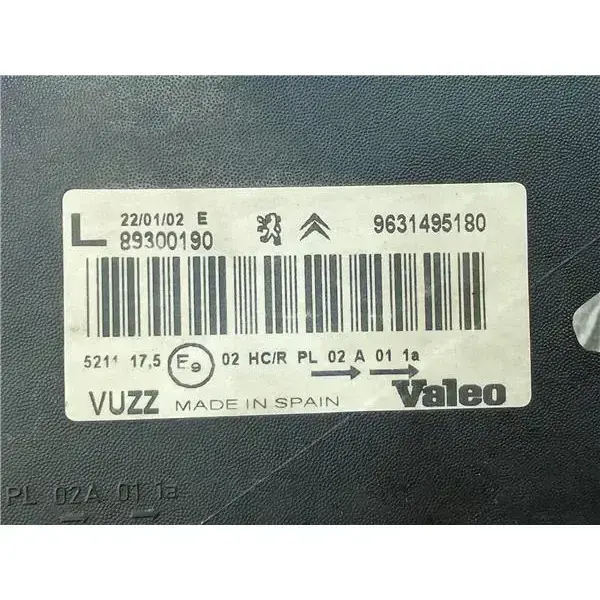 L 22/01/02 E
89300190 9631495180
5211 17,5 E9 02 HC/R PL 02 A 01 1a
VUZZ MADE IN SPAIN Valeo
PL 02A 01 1a